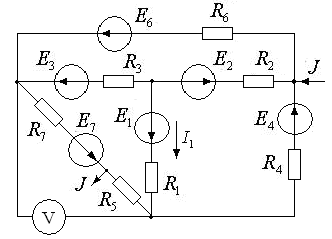 E6 R6
E3 R3 E2 R2 J
R7 E7 E1 I1 E4
J R5 R1 R4
V